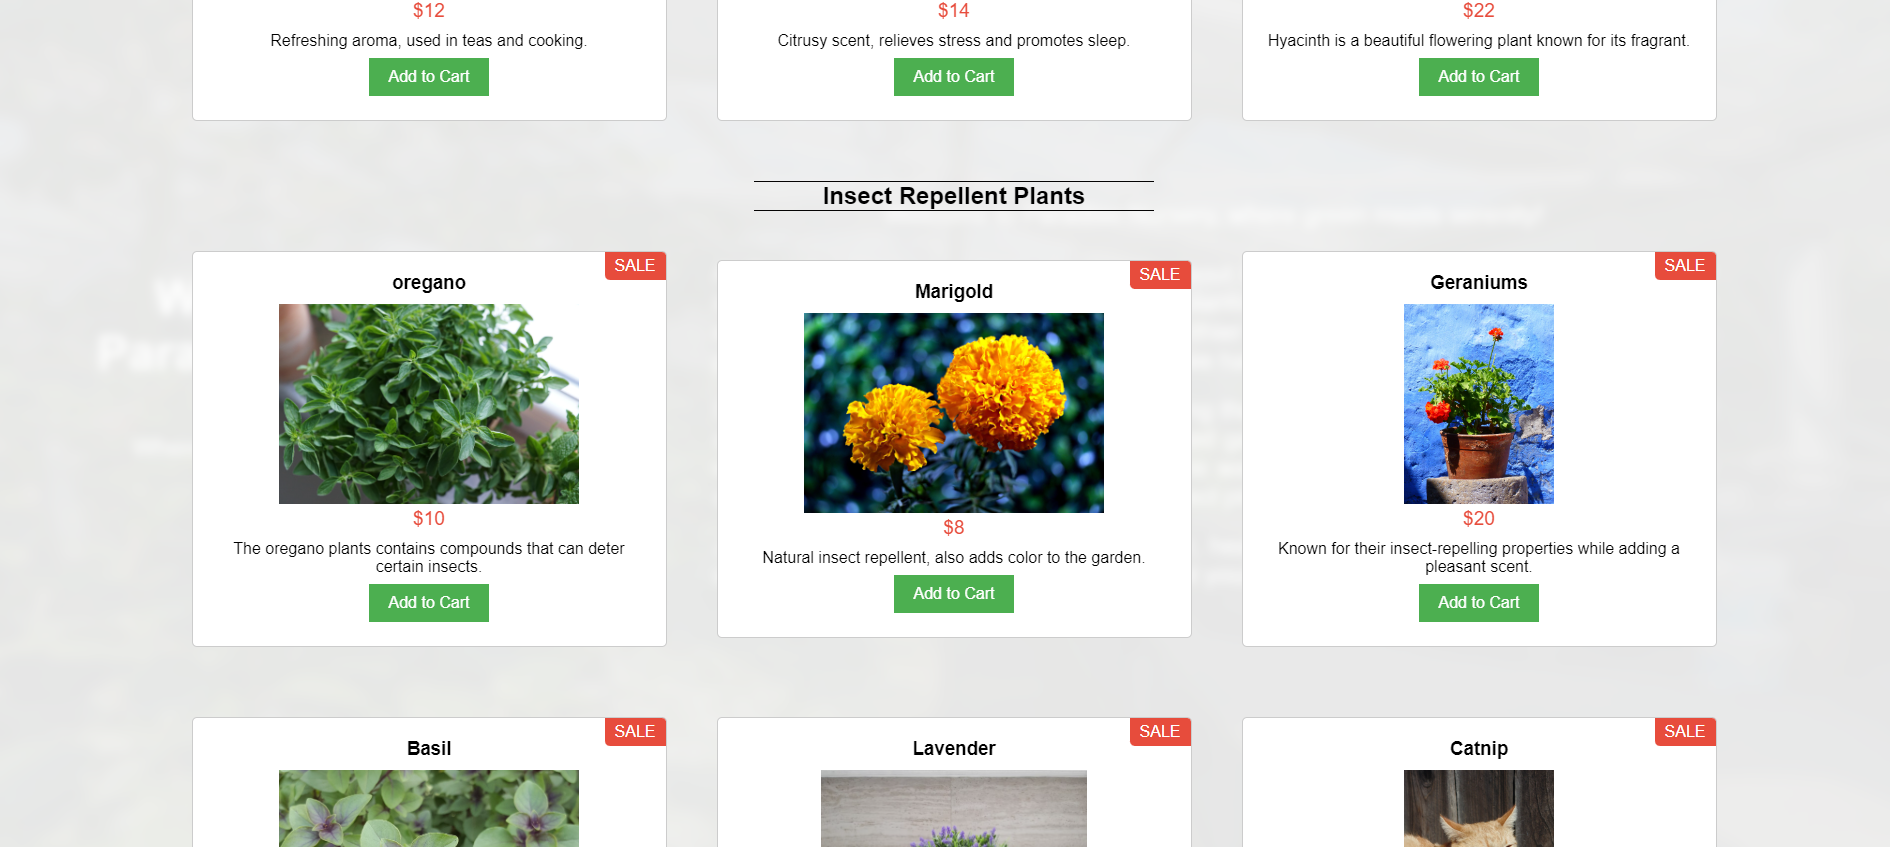 $12
$14
$22
Refreshing aroma, used in teas and cooking.
Citrusy scent, relieves stress and promotes sleep.
Hyacinth is a beautiful flowering plant known for its fragrant.
Add to Cart
Add to Cart
Add to Cart
Insect Repellent Plants
SALE
oregano
$10
The oregano plants contains compounds that can deter
certain insects.
Add to Cart
SALE
Marigold
$8
Natural insect repellent, also adds color to the garden.
Add to Cart
SALE
Geraniums
$20
Known for their insect-repelling properties while adding a
pleasant scent.
Add to Cart
SALE
Basil
SALE
Lavender
SALE
Catnip